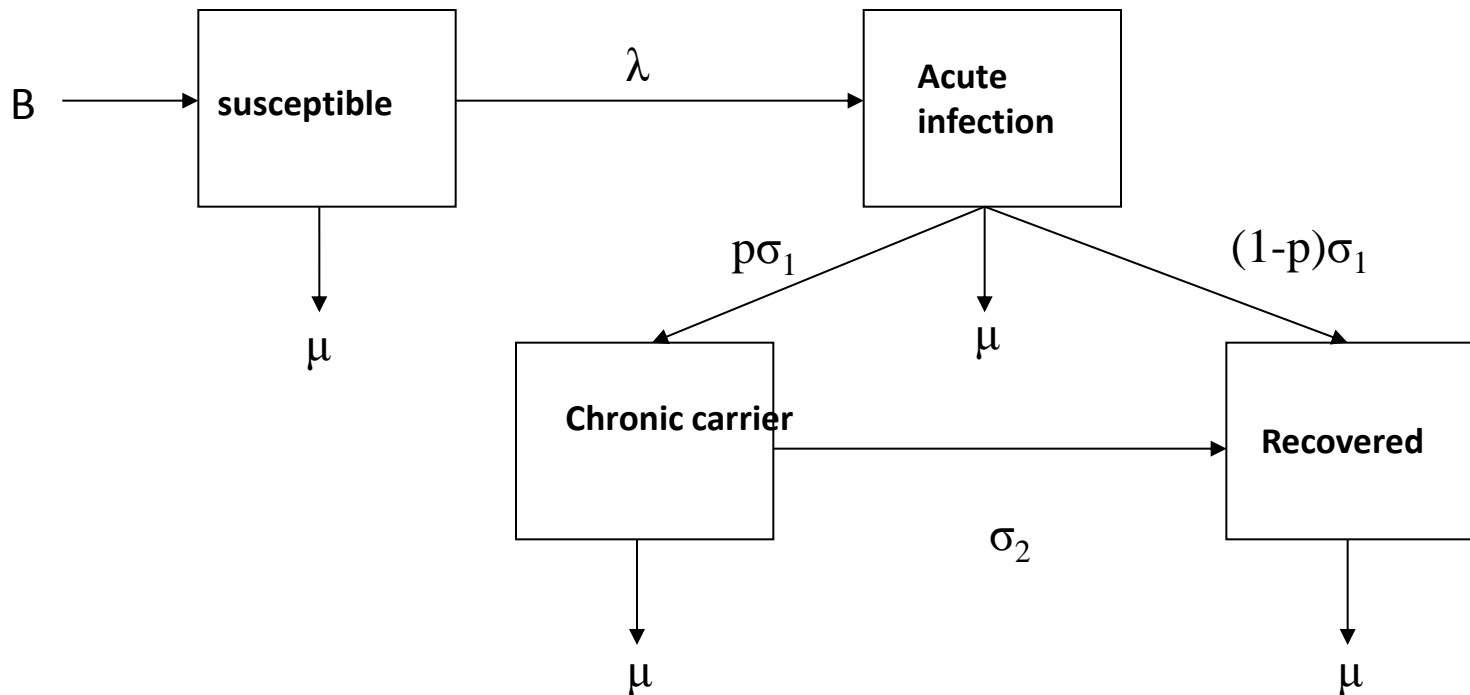 B
susceptible
λ
Acute
infection
μ
pσ₁
μ
(1-p)σ₁
Chronic carrier
σ₂
Recovered
μ
μ